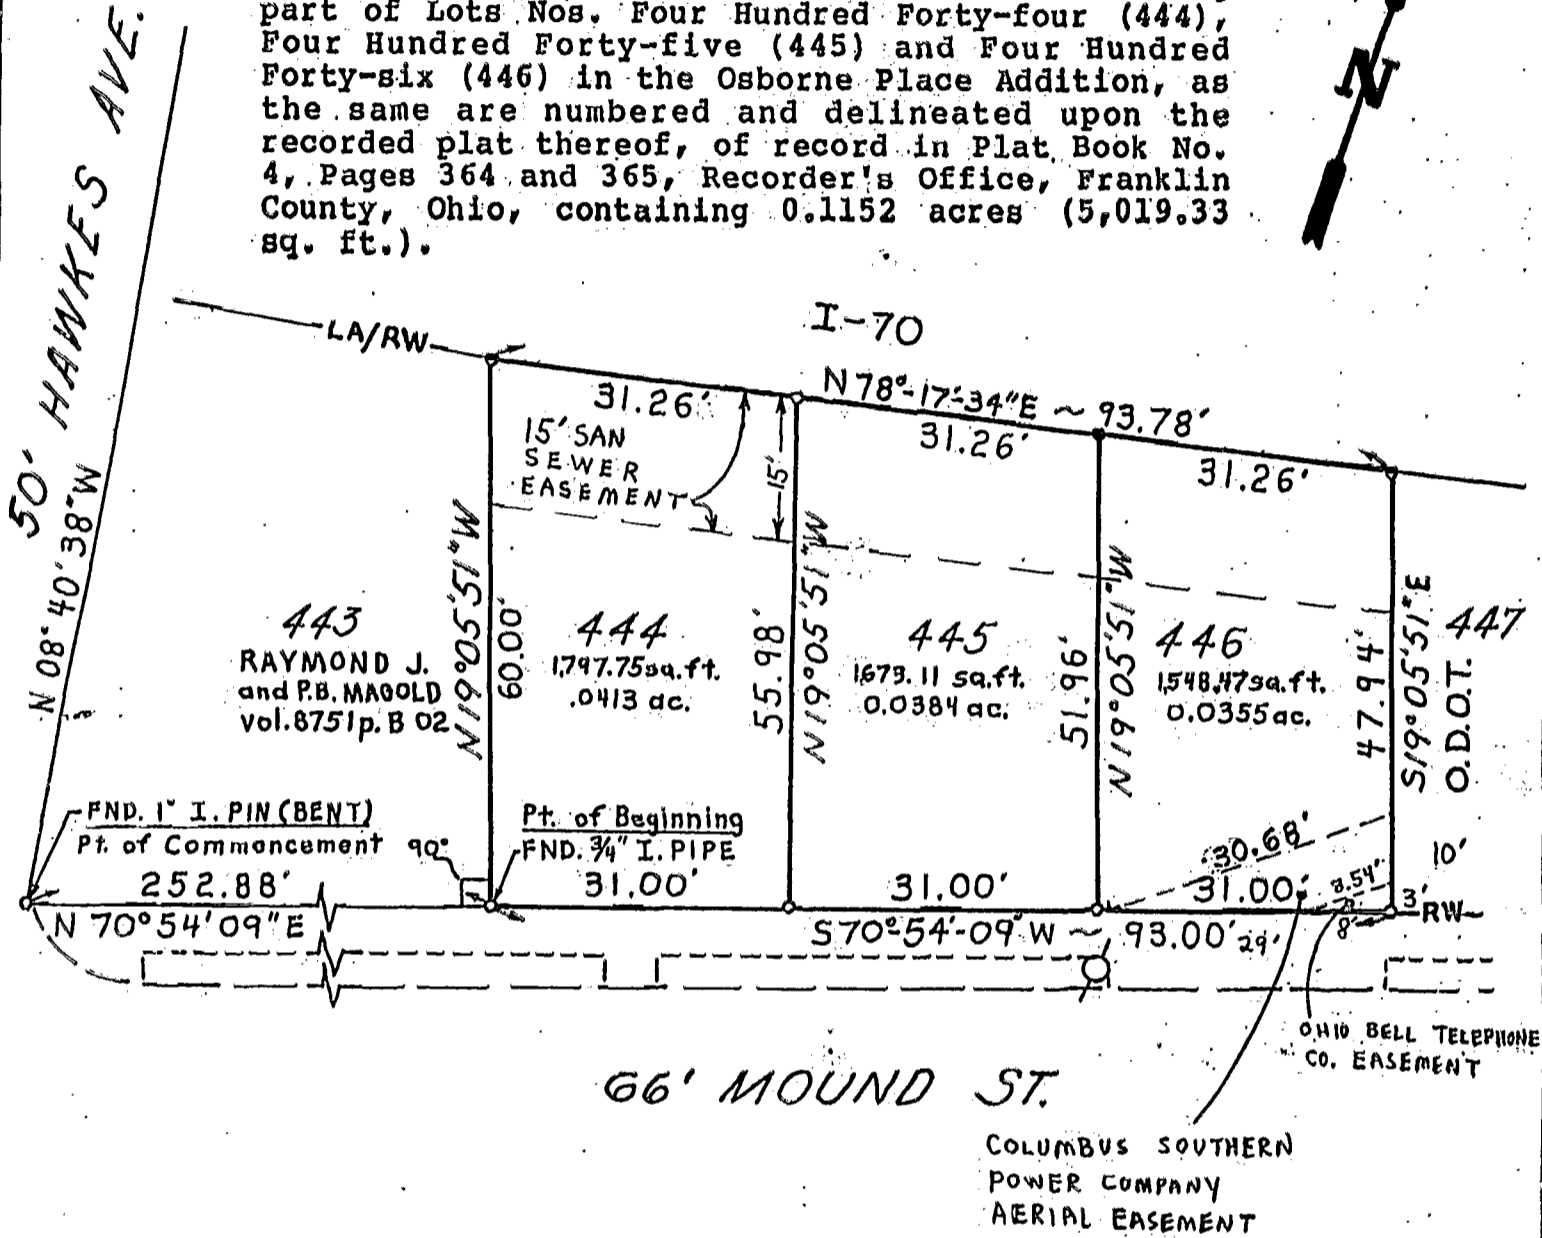 part of Lots Nos. Four Hundred Forty-four (444),
Four Hundred Forty-five (445) and Four Hundred
Forty-six (446) in the Osborne Place Addition, as
the same are numbered and delineated upon the
recorded plat thereof, of record in Plat Book No.
4, Pages 364 and 365, Recorder's Office, Franklin
County, Ohio, containing 0.1152 acres (5,019.33
sq. ft.).
N
50' HAWKES AVE.
N 08° 40' 38" W
LA/RW
I-70
N 78°-17'-34"E ~ 93.78'
31.26'
31.26'
31.26'
15' SAN
SEWER
EASEMENT
15'
443
RAYMOND J.
and P.B. MAGOLD
Vol. 8751 p. B 02
N19°05'51"W
60.00'
444
1,797.75 sq. ft.
.0413 ac.
55.98'
N19°05'51"W
445
1,673.11 sq. ft.
0.0384 ac.
51.96'
N19°05'51"W
446
1,548.47 sq. ft.
0.0355 ac.
47.94'
S19°05'51"E
O.D.O.T.
447
FND. 1" I. PIN (BENT)
Pt. of Commencement
90°
Pt. of Beginning
FND. 3/4" I. PIPE
252.88'
31.00'
31.00'
31.00'
30.68'
8.54'
10'
3'
RW
8'
N 70°54'09"E
S70°-54'-09"W ~ 93.00'
29'
66' MOUND ST.
OHIO BELL TELEPHONE
CO. EASEMENT
COLUMBUS SOUTHERN
POWER COMPANY
AERIAL EASEMENT